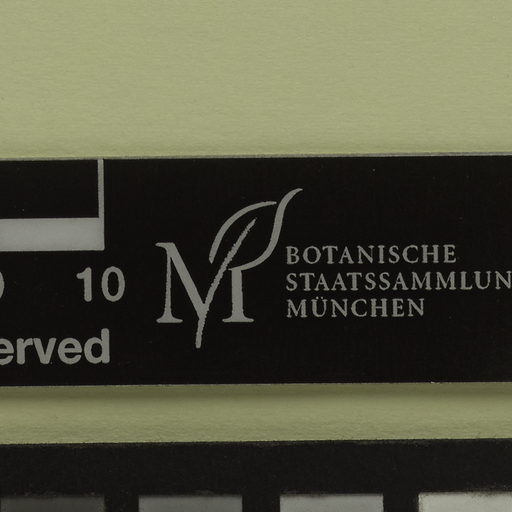 10
BOTANISCHE
STAATSSAMMLUN
MÜNCHEN
erved